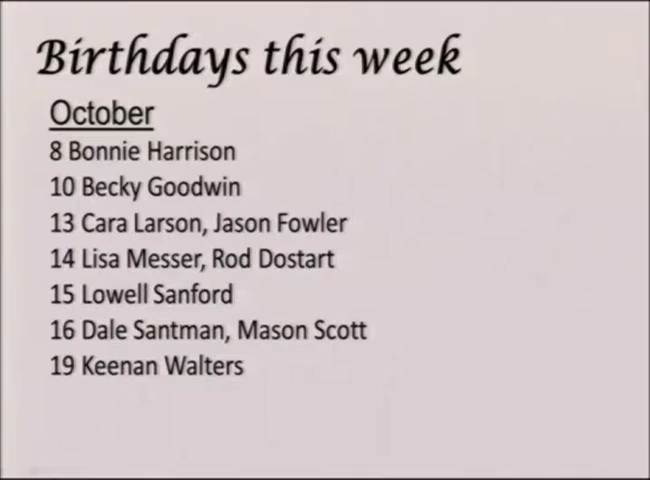 Birthdays this week
October
8 Bonnie Harrison
10 Becky Goodwin
13 Cara Larson, Jason Fowler
14 Lisa Messer, Rod Dostart
15 Lowell Sanford
16 Dale Santman, Mason Scott
19 Keenan Walters